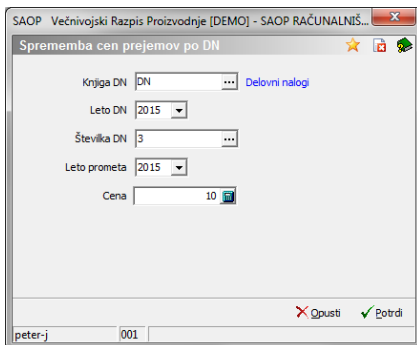 SAOP Večnivojski Razpis Proizvodnje [DEMO] - SAOP RAČUNALNIŠ...
Sprememba cen prejemov po DN
Knjiga DN DN ... Delovni nalogi
Leto DN 2015
Številka DN 3 ...
Leto prometa 2015
Cena 10
Opusti Potrdi
peter-j 001